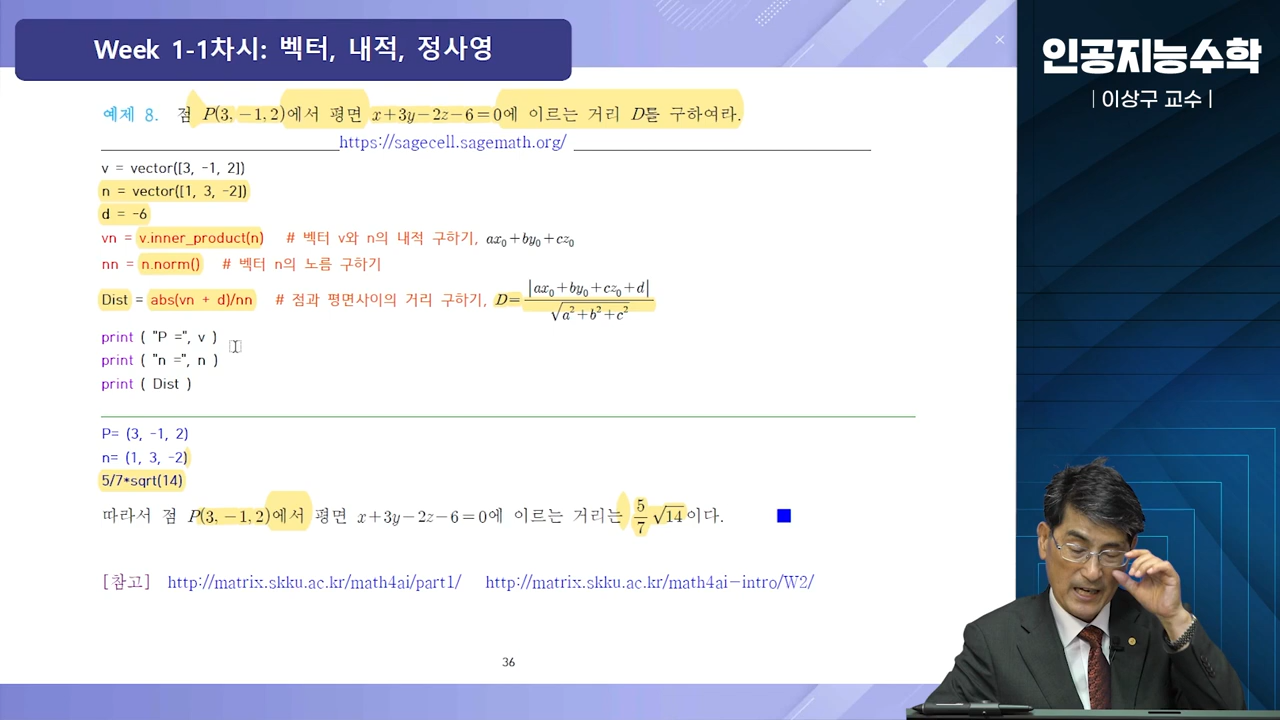 Week 1-1차시: 벡터, 내적, 정사영
인공지능수학
| 이상구 교수 |
예제 8. 점 P(3, −1, 2)에서 평면 x+3y−2z−6=0에 이르는 거리 D를 구하여라.
https://sagecell.sagemath.org/
v = vector([3, -1, 2])
n = vector([1, 3, -2])
d = -6
vn = v.inner_product(n) # 벡터 v와 n의 내적 구하기, ax₀+by₀+cz₀
nn = n.norm() # 벡터 n의 노름 구하기
Dist = abs(vn + d)/nn # 점과 평면사이의 거리 구하기, D=|ax₀+by₀+cz₀+d|/√(a²+b²+c²)
print ( "P =", v )
print ( "n =", n )
print ( Dist )
P= (3, -1, 2)
n= (1, 3, -2)
5/7*sqrt(14)
따라서 점 P(3, −1, 2)에서 평면 x+3y−2z−6=0에 이르는 거리는 5/7 √14이다.
[참고] http://matrix.skku.ac.kr/math4ai/part1/ http://matrix.skku.ac.kr/math4ai-intro/W2/
36